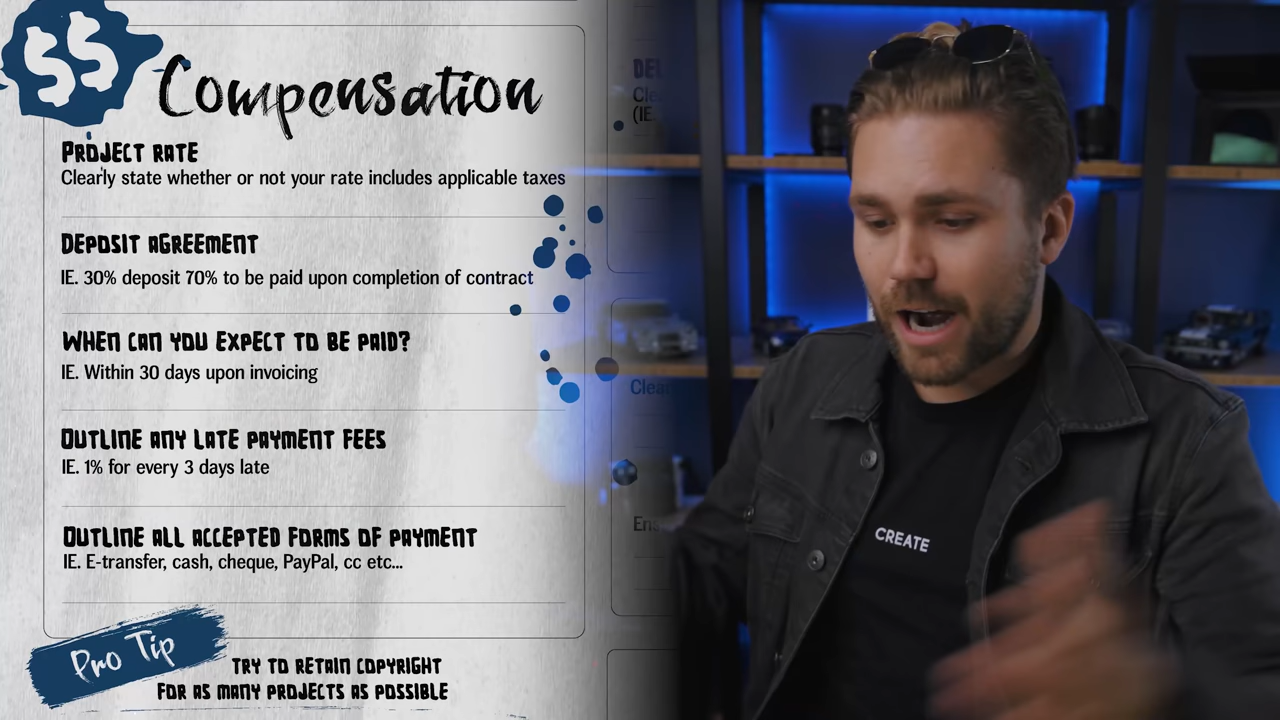 $$
Compensation
PROJECT RATE
Clearly state whether or not your rate includes applicable taxes
DEPOSIT AGREEMENT
IE. 30% deposit 70% to be paid upon completion of contract
WHEN CAN YOU EXPECT TO BE PAID?
IE. Within 30 days upon invoicing
OUTLINE ANY LATE PAYMENT FEES
IE. 1% for every 3 days late
OUTLINE ALL ACCEPTED FORMS OF PAYMENT
IE. E-transfer, cash, cheque, PayPal, cc etc...
Pro Tip
TRY TO RETAIN COPYRIGHT
FOR AS MANY PROJECTS AS POSSIBLE
(IE.
CREATE